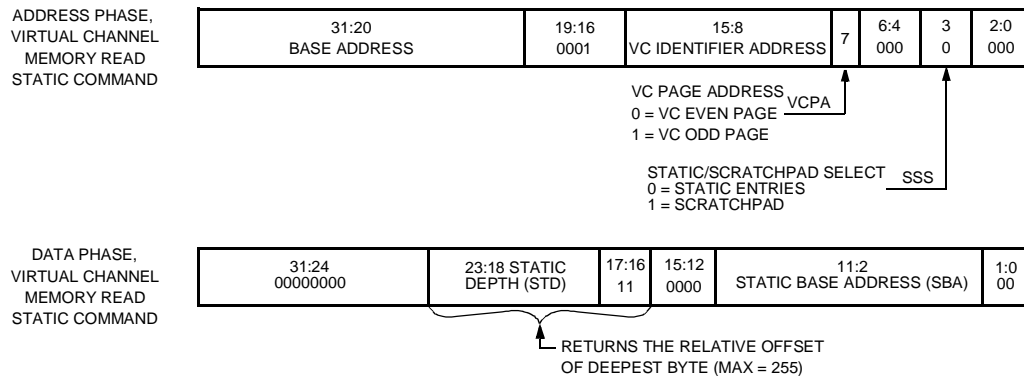 ADDRESS PHASE,
VIRTUAL CHANNEL
MEMORY READ
STATIC COMMAND
31:20
BASE ADDRESS
19:16
0001
15:8
VC IDENTIFIER ADDRESS
7
6:4
000
3
0
2:0
000
VC PAGE ADDRESS
0 = VC EVEN PAGE
1 = VC ODD PAGE
VCPA
STATIC/SCRATCHPAD SELECT
0 = STATIC ENTRIES
1 = SCRATCHPAD
SSS
DATA PHASE,
VIRTUAL CHANNEL
MEMORY READ
STATIC COMMAND
31:24
00000000
23:18 STATIC
DEPTH (STD)
17:16
11
15:12
0000
11:2
STATIC BASE ADDRESS (SBA)
1:0
00
RETURNS THE RELATIVE OFFSET
OF DEEPEST BYTE (MAX = 255)